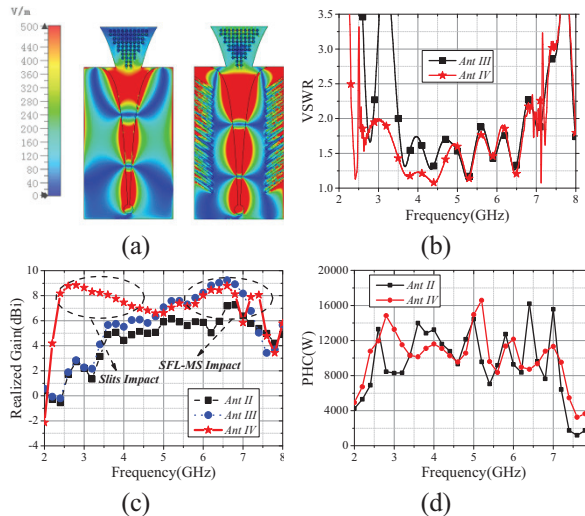 V/m
500
450
400
350
300
250
200
150
100
50
0
(a)
VSWR
3.5
3.0
2.5
2.0
1.5
1.0
Ant III
Ant IV
2 3 4 5 6 7 8
Frequency(GHz)
(b)
Realized Gain(dBi)
10
8
6
4
2
0
-2
-4
Slits Impact
SFL-MS Impact
Ant II
Ant III
Ant IV
2 3 4 5 6 7 8
Frequency(GHz)
(c)
PHC(W)
20000
16000
12000
8000
4000
0
Ant II
Ant IV
2 3 4 5 6 7
Frequency(GHz)
(d)